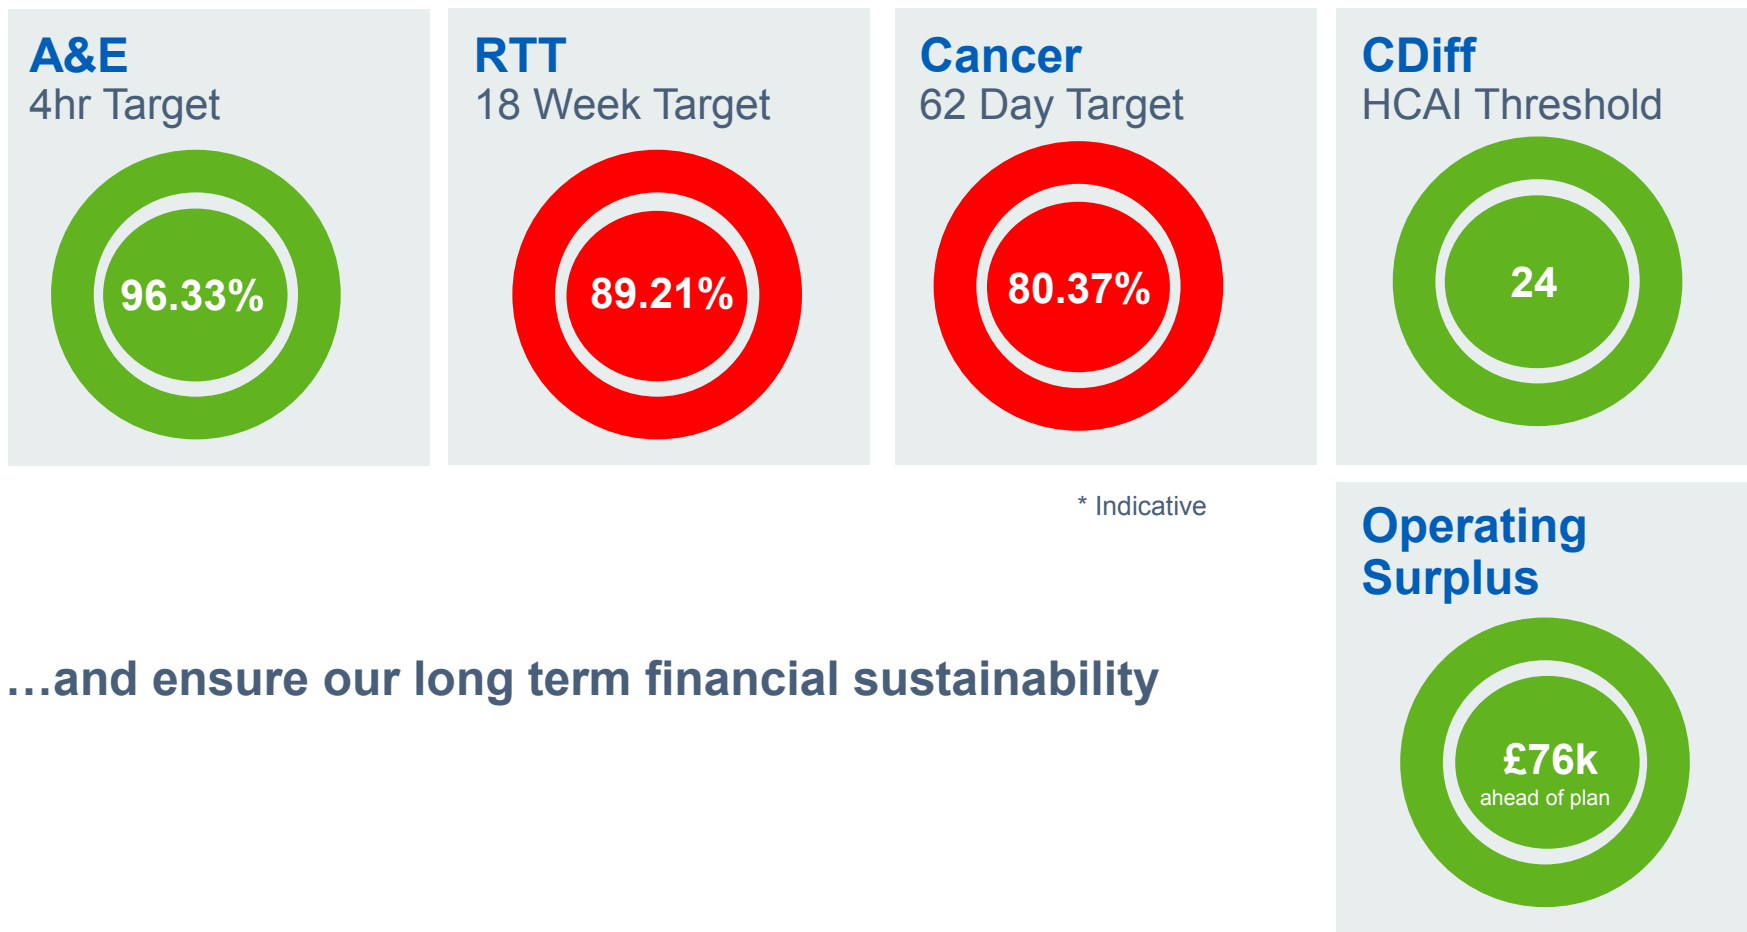 A&E
4hr Target
96.33%
RTT
18 Week Target
89.21%
Cancer
62 Day Target
80.37%
CDiff
HCAI Threshold
24
* Indicative
…and ensure our long term financial sustainability
Operating
Surplus
£76k
ahead of plan